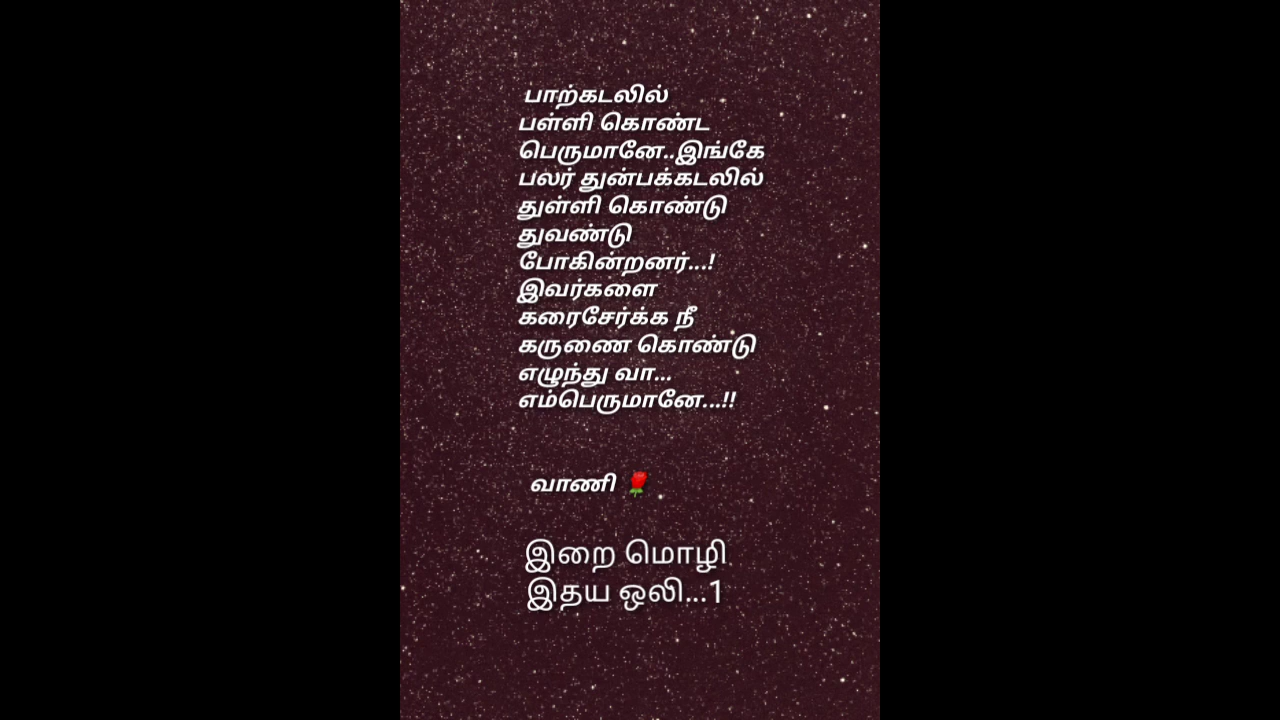 பாற்கடலில்
பள்ளி கொண்ட
பெருமானே..இங்கே
பலர் துன்பக்கடலில்
துள்ளி கொண்டு
துவண்டு
போகின்றனர்...!
இவர்களை
கரைசேர்க்க நீ
கருணை கொண்டு
எழுந்து வா...
எம்பெருமானே...!!
வாணி 🌹
இறை மொழி
இதய ஒலி...1